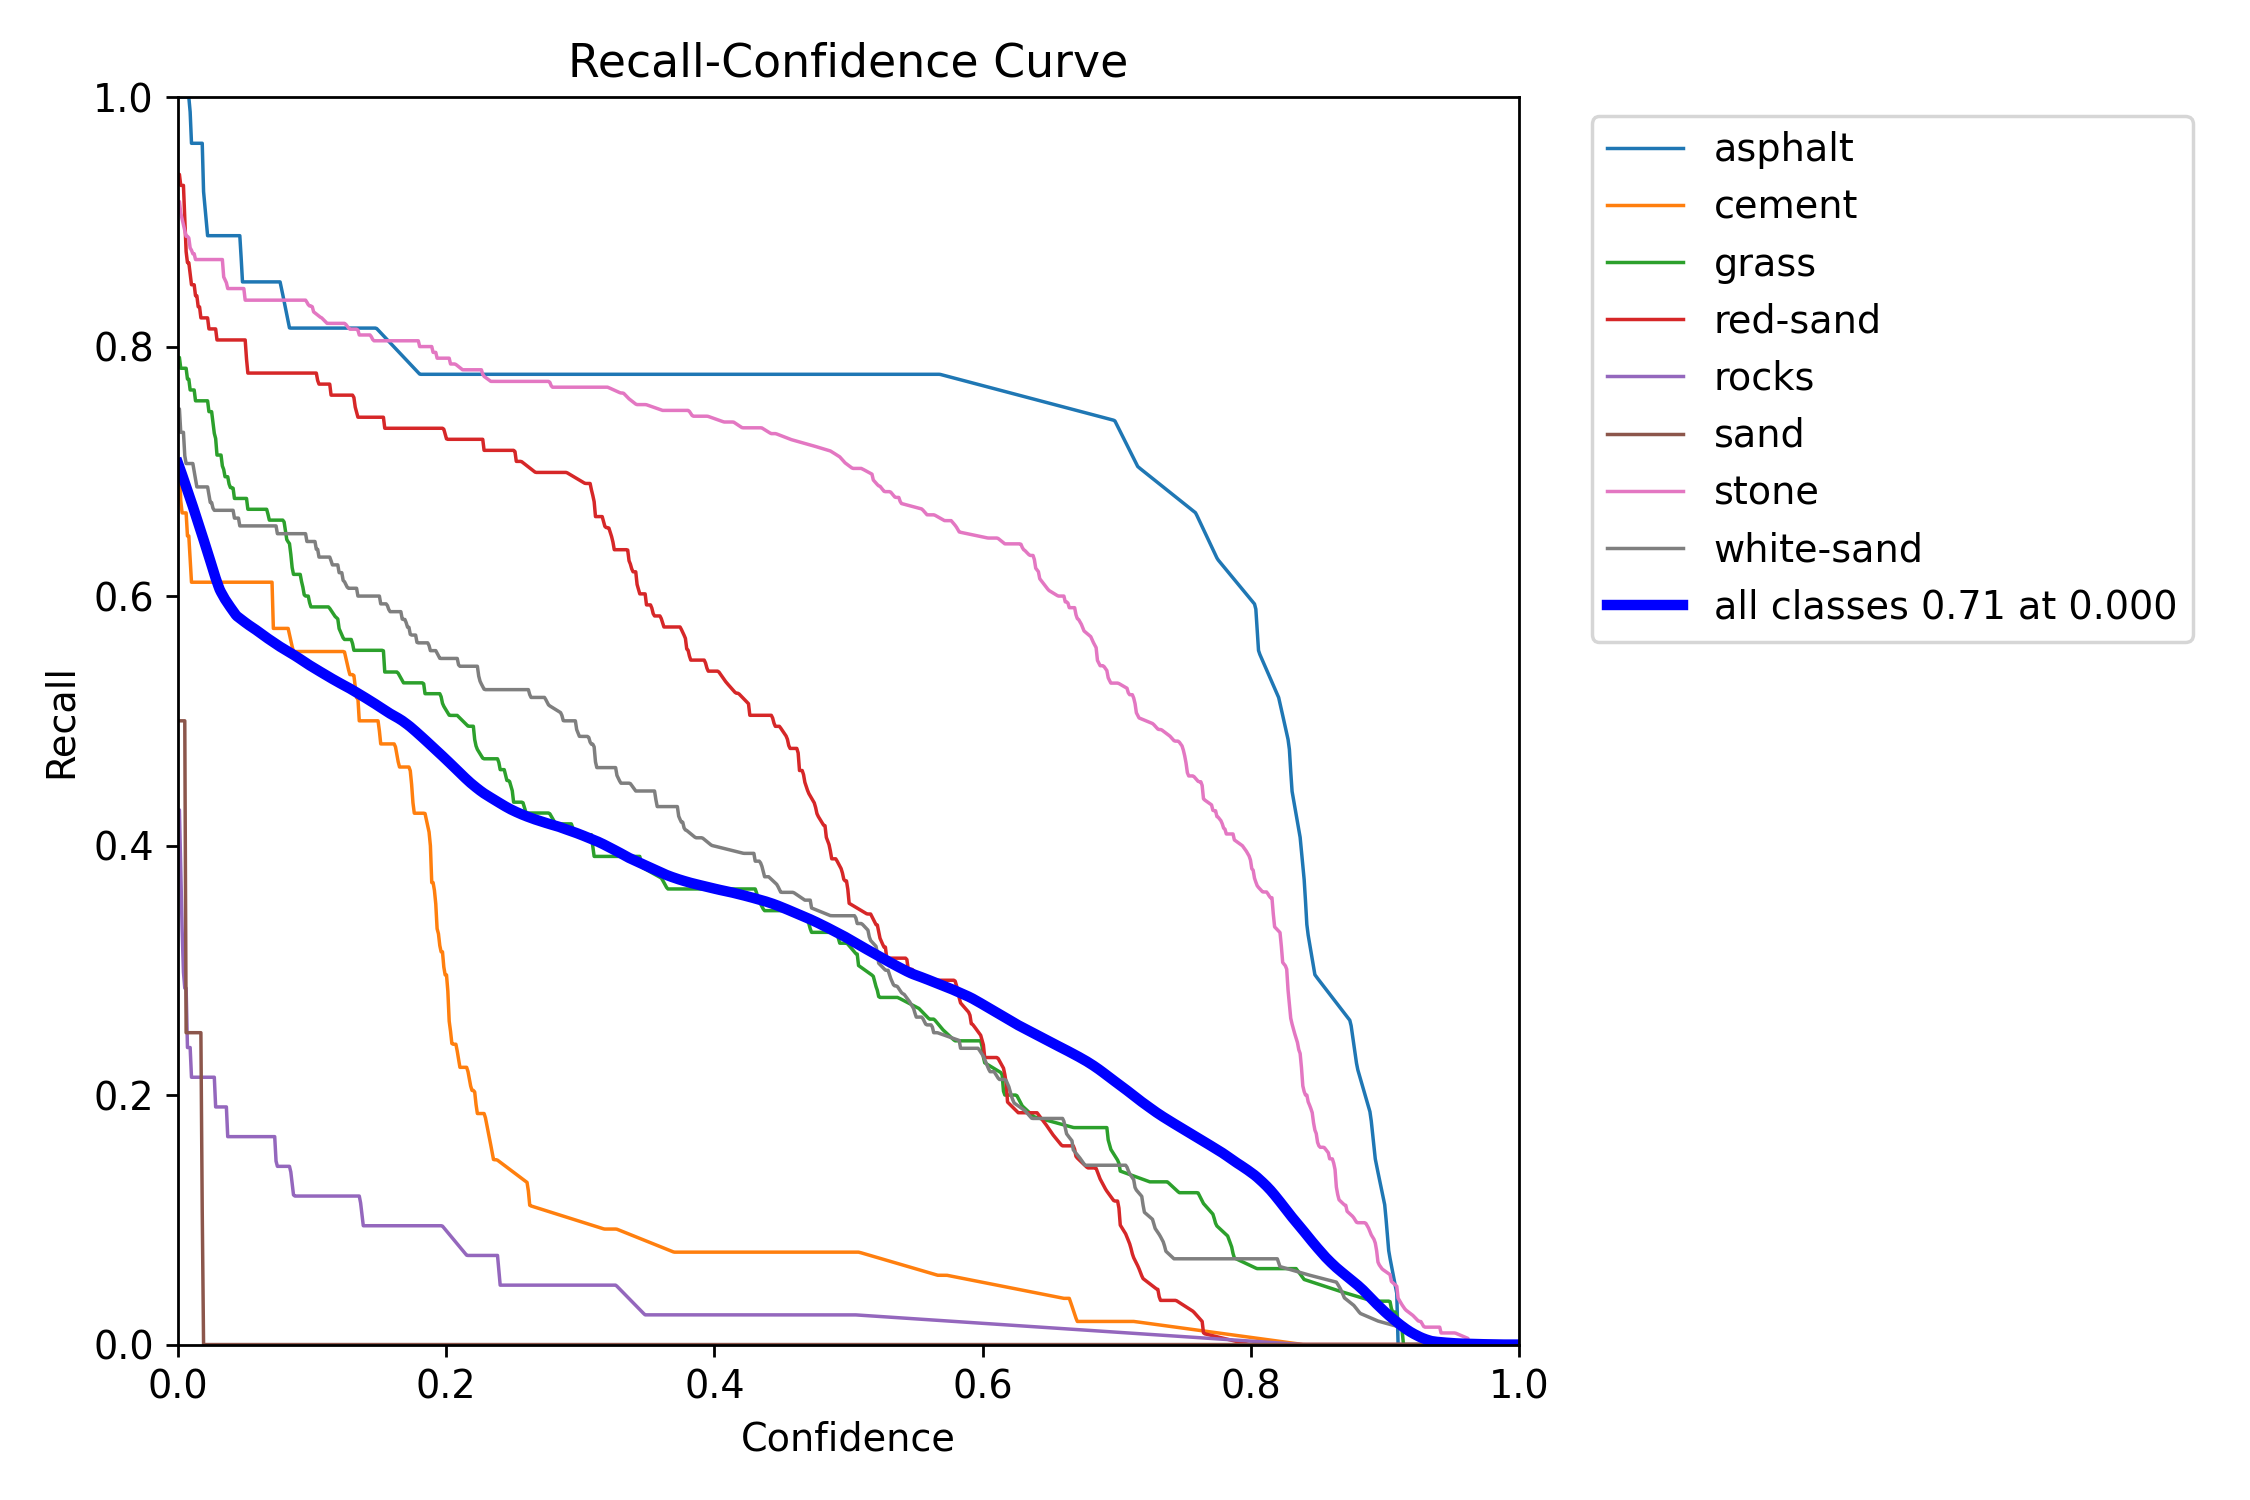 Recall-Confidence Curve
1.0
0.8
0.6
0.4
0.2
0.0
Recall
0.0 0.2 0.4 0.6 0.8 1.0
Confidence
asphalt
cement
grass
red-sand
rocks
sand
stone
white-sand
all classes 0.71 at 0.000